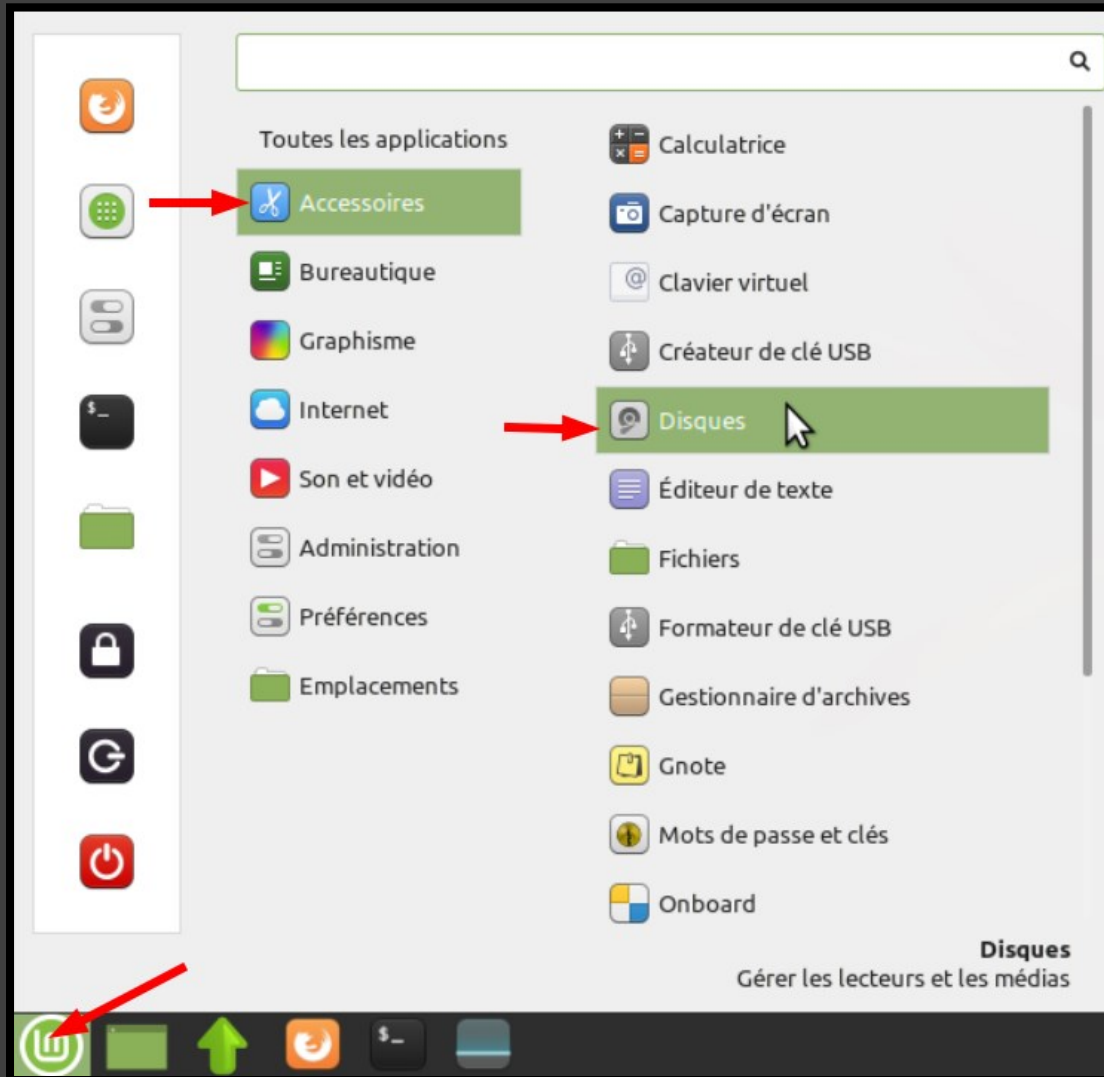 Toutes les applications
Accessoires
Bureautique
Graphisme
Internet
Son et vidéo
Administration
Préférences
Emplacements
Calculatrice
Capture d'écran
Clavier virtuel
Créateur de clé USB
Disques
Éditeur de texte
Fichiers
Formateur de clé USB
Gestionnaire d'archives
Gnote
Mots de passe et clés
Onboard
Disques
Gérer les lecteurs et les médias